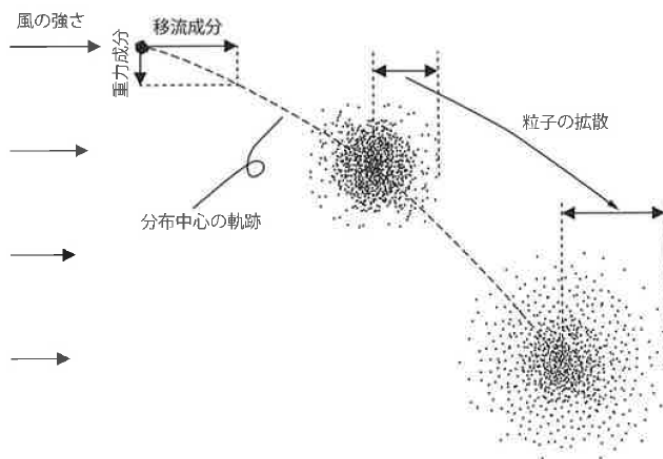 風の強さ
移流成分
重力成分
粒子の拡散
分布中心の軌跡